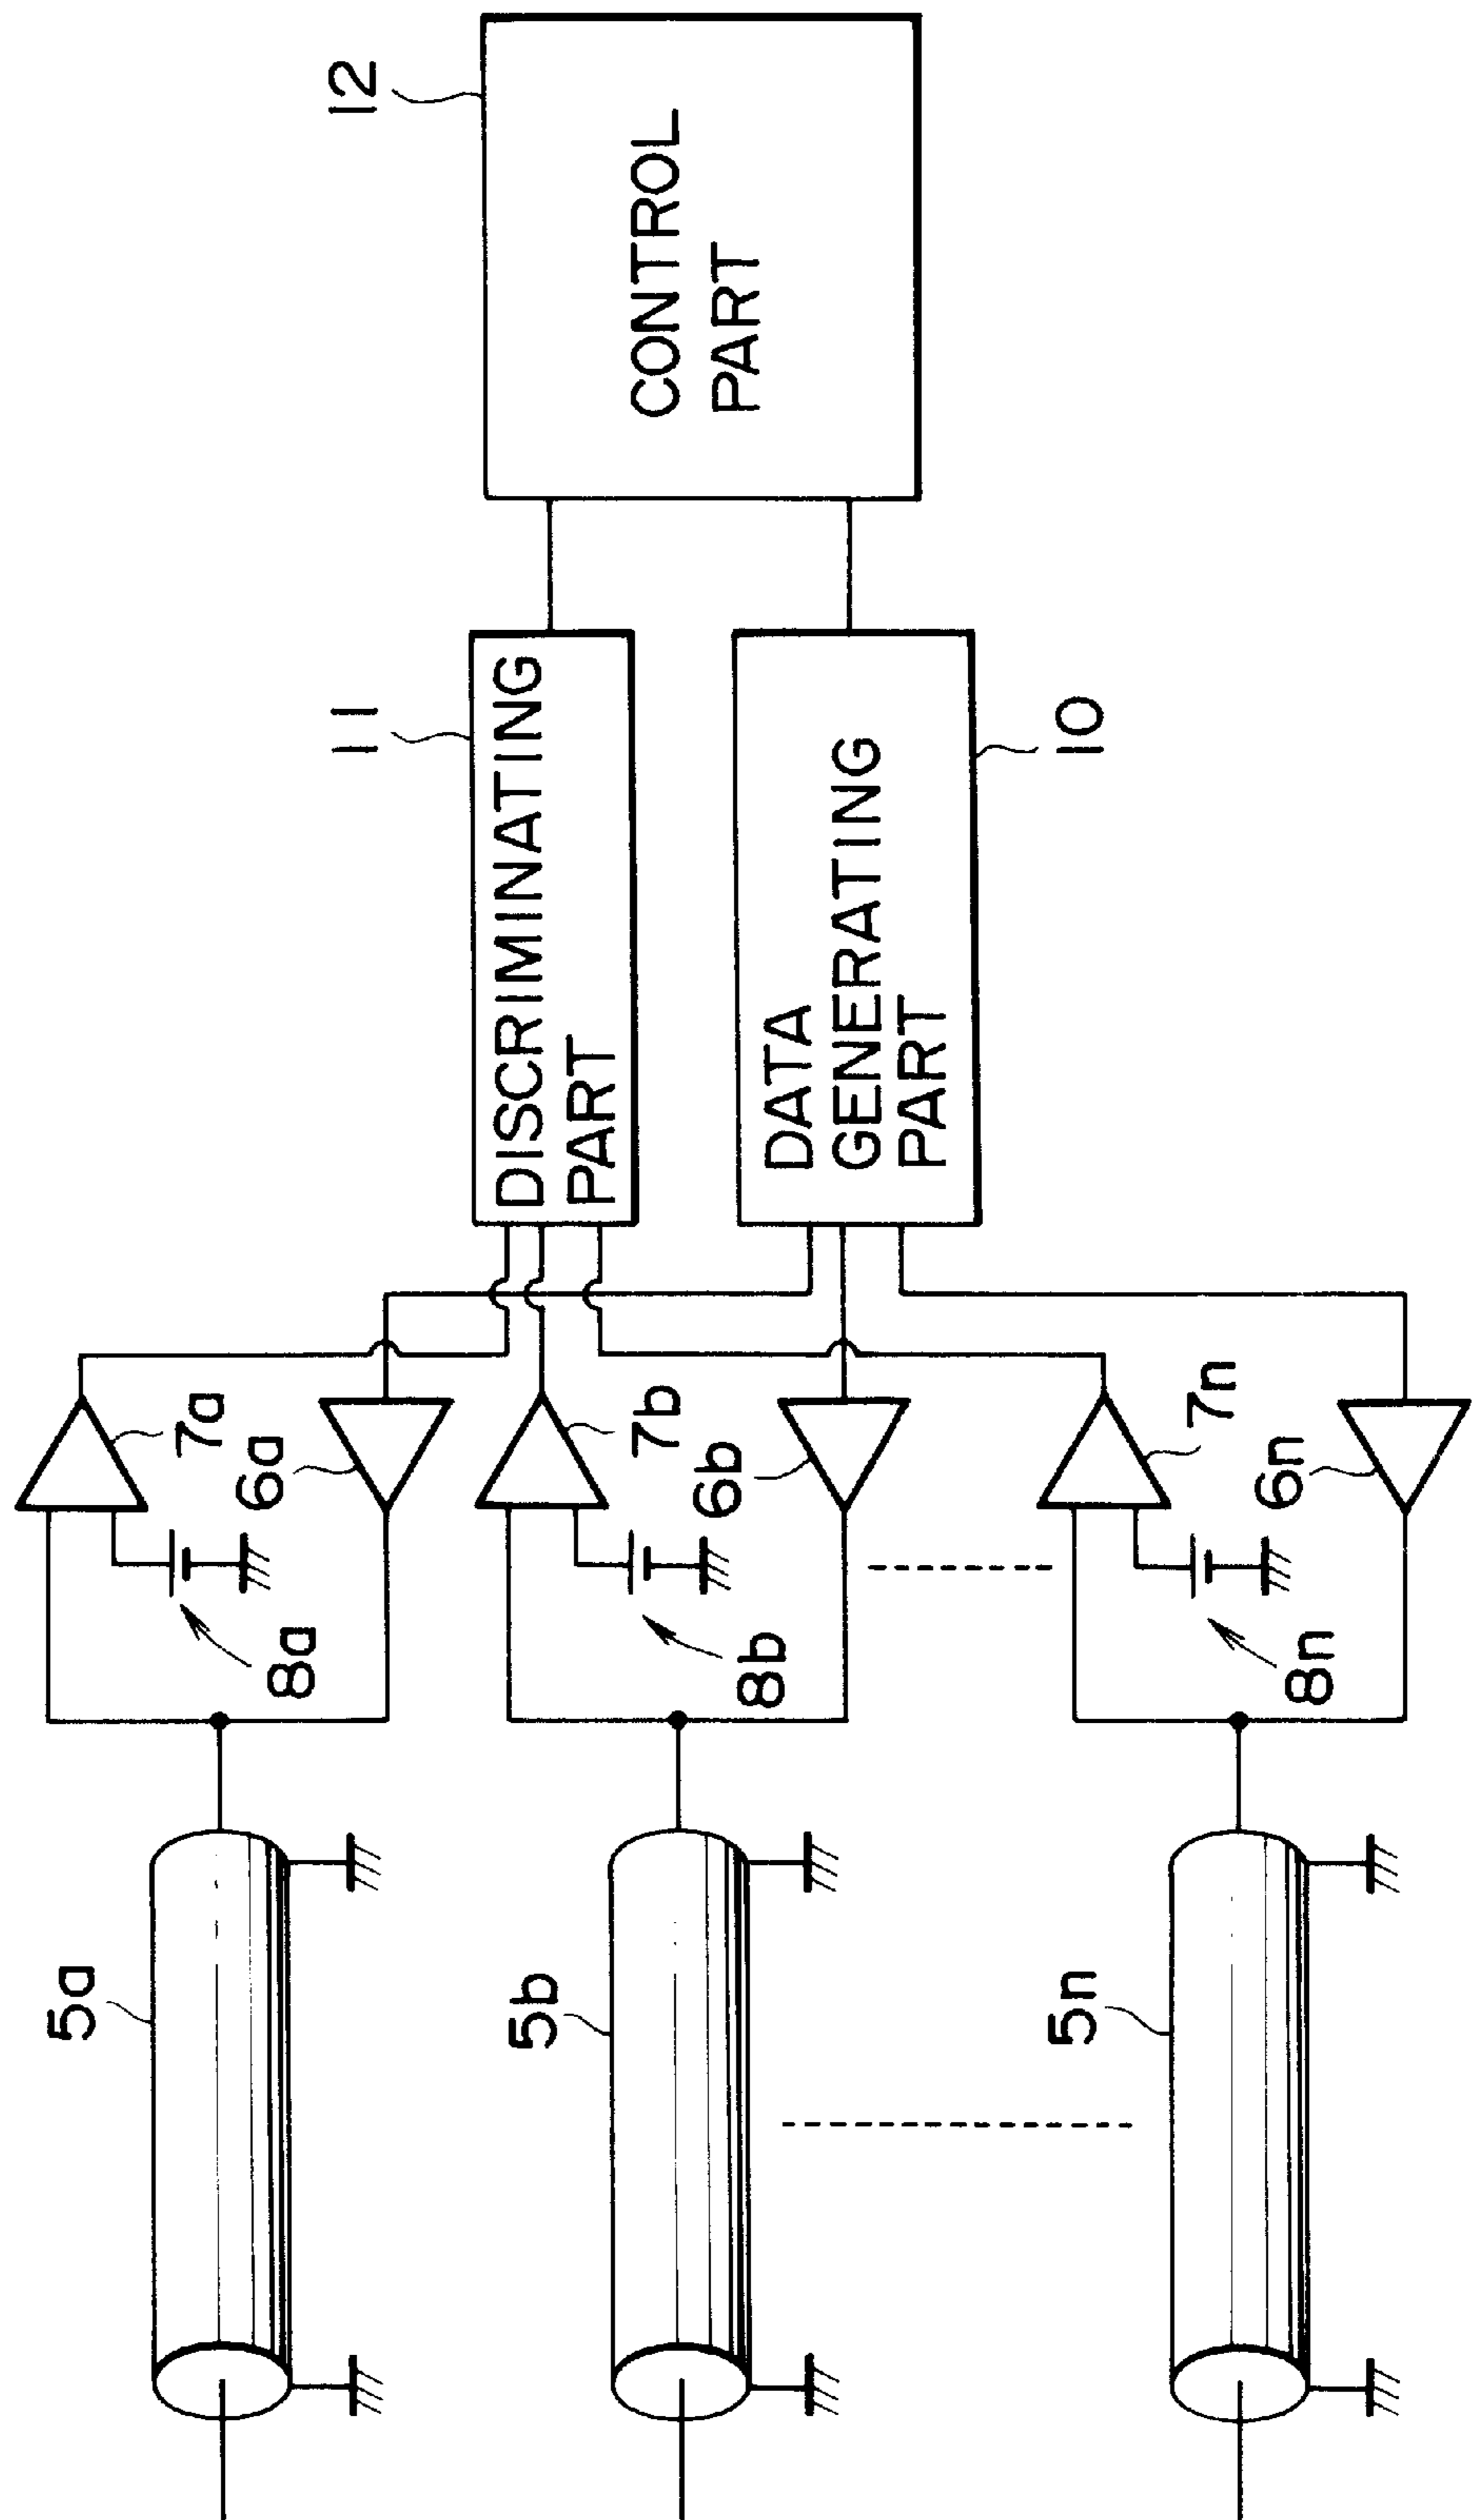 5a
7a
6a
8a
5b
7b
6b
8b
5n
7n
6n
8n
11
DISCRIMINATING
PART
DATA
GENERATING
PART
10
12
CONTROL
PART